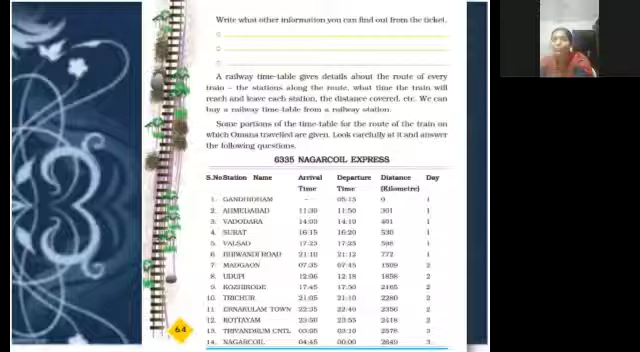 Write what other information you can find out from the ticket.
A railway time-table gives details about the route of every
train – the stations along the route, what time the train will
reach and leave each station, the distance covered, etc. We can
buy a railway time-table from a railway station.
Some portions of the time-table for the route of the train on
which Omana travelled are given. Look carefully at it and answer
the following questions.
6335 NAGARCOIL EXPRESS
S.No Station Name Arrival Departure Distance Day
Time Time (Kilometre)
1. GANDHIDHAM – 05:15 0 1
2. AHMEDABAD 11:30 11:50 301 1
3. VADODARA 14:03 14:10 401 1
4. SURAT 16:15 16:20 530 1
5. VALSAD 17:23 17:25 598 1
6. BHIWANDI ROAD 21:10 21:12 772 1
7. MADGAON 07:35 07:45 1509 2
8. UDUPI 12:06 12:18 1858 2
9. KOZHIKODE 17:45 17:50 2165 2
10. TRICHUR 21:05 21:10 2280 2
11. ERNAKULAM TOWN 22:35 22:40 2356 2
12. KOTTAYAM 23:50 23:55 2418 2
13. TRIVANDRUM CNTL 03:05 03:10 2578 3
14. NAGARCOIL 04:45 00:00 2649 3
64